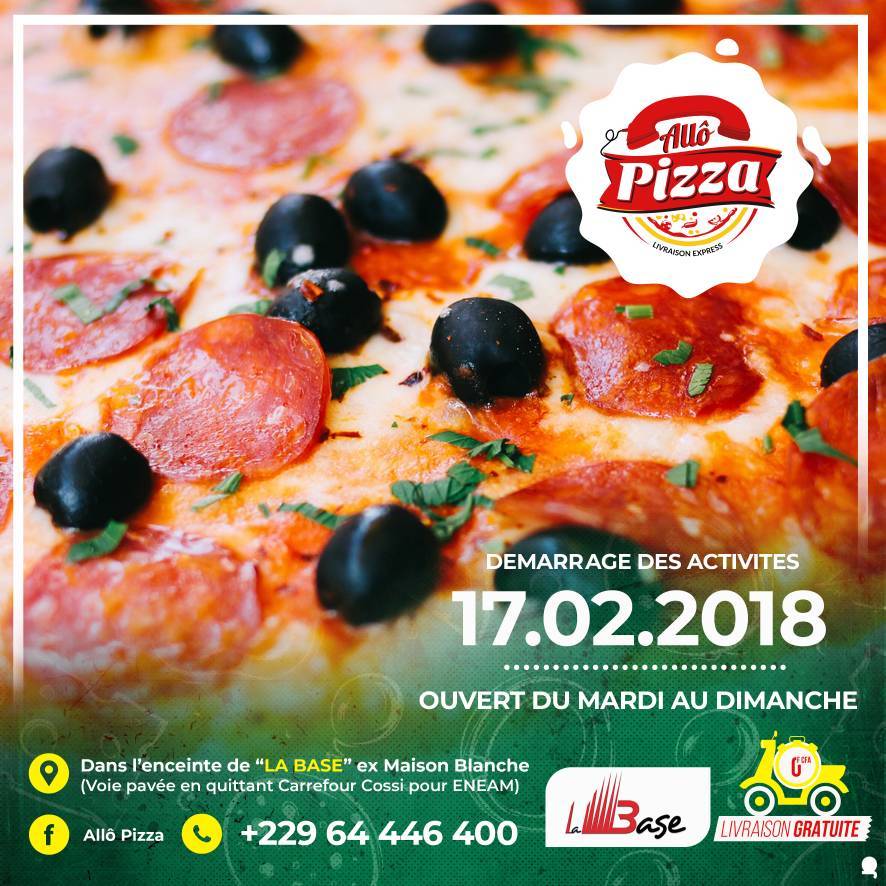 Allô
Pizza
LIVRAISON EXPRESS
DEMARRAGE DES ACTIVITES
17.02.2018
OUVERT DU MARDI AU DIMANCHE
Dans l'enceinte de “LA BASE” ex Maison Blanche
(Voie pavée en quittant Carrefour Cossi pour ENEAM)
Allô Pizza
+229 64 446 400
La Base
0F CFA
LIVRAISON GRATUITE